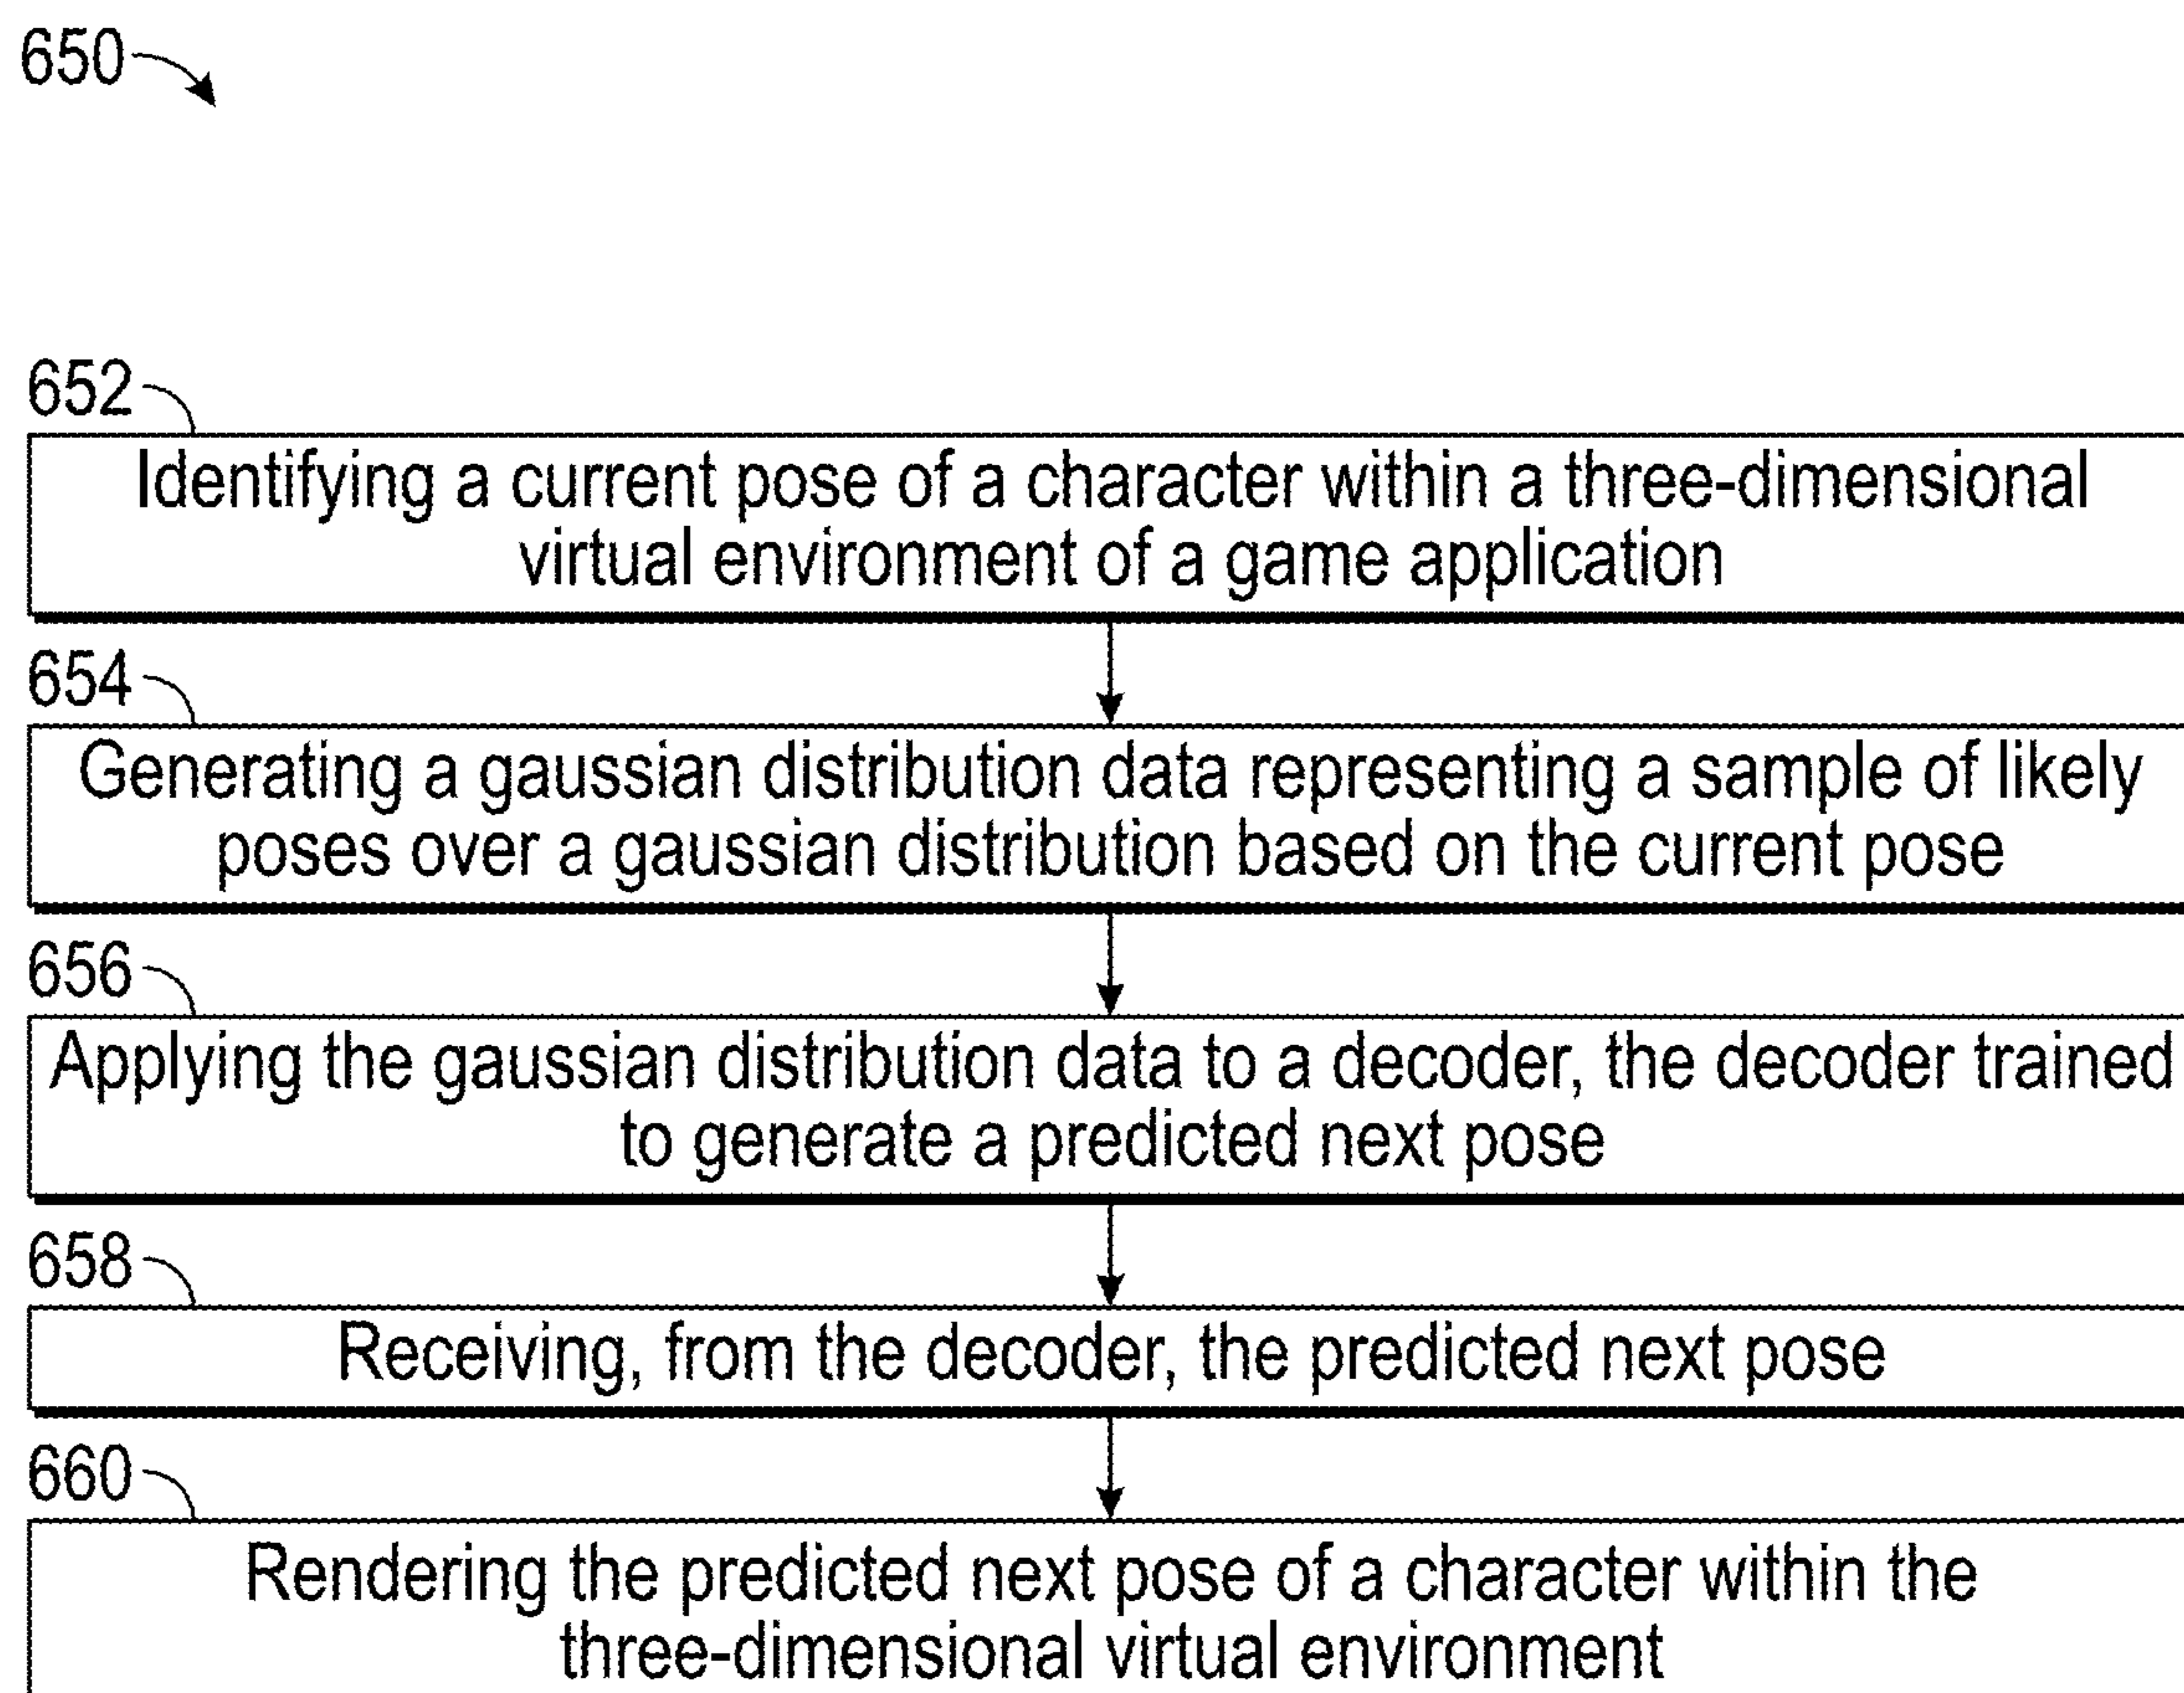 650
652
Identifying a current pose of a character within a three-dimensional
virtual environment of a game application
654
Generating a gaussian distribution data representing a sample of likely
poses over a gaussian distribution based on the current pose
656
Applying the gaussian distribution data to a decoder, the decoder trained
to generate a predicted next pose
658
Receiving, from the decoder, the predicted next pose
660
Rendering the predicted next pose of a character within the
three-dimensional virtual environment